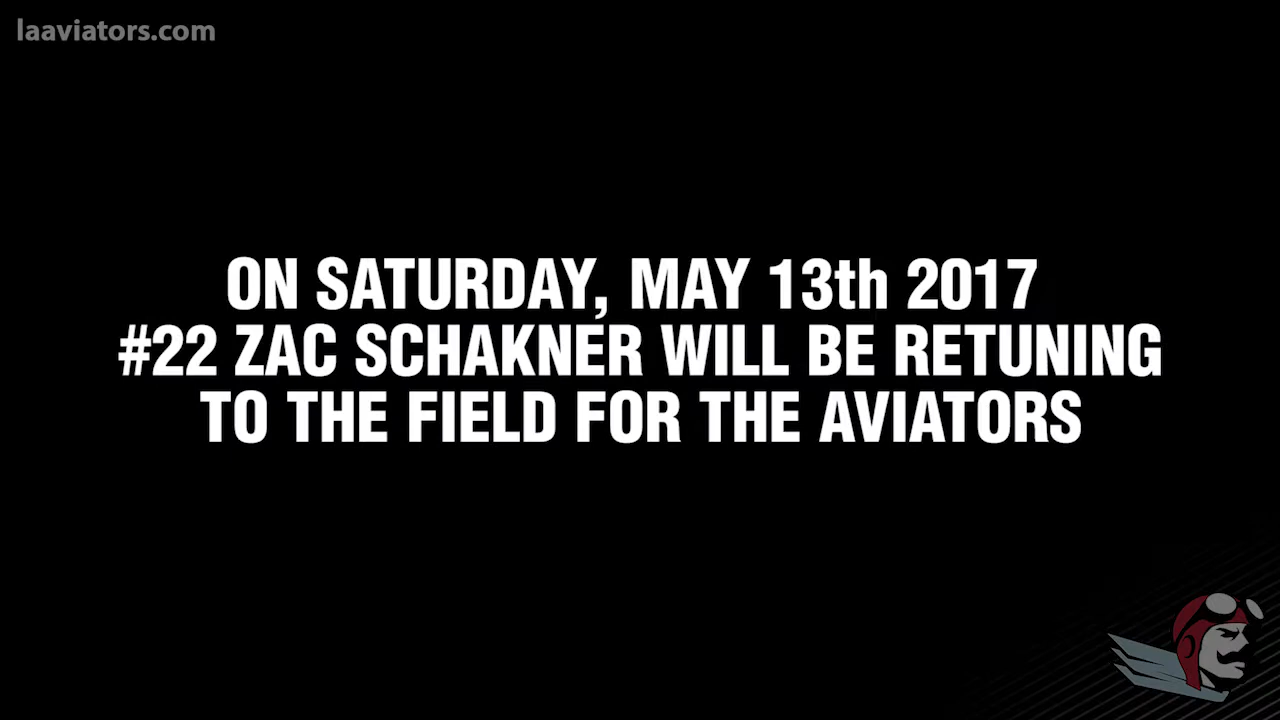 laaviators.com
ON SATURDAY, MAY 13th 2017
#22 ZAC SCHAKNER WILL BE RETUNING
TO THE FIELD FOR THE AVIATORS